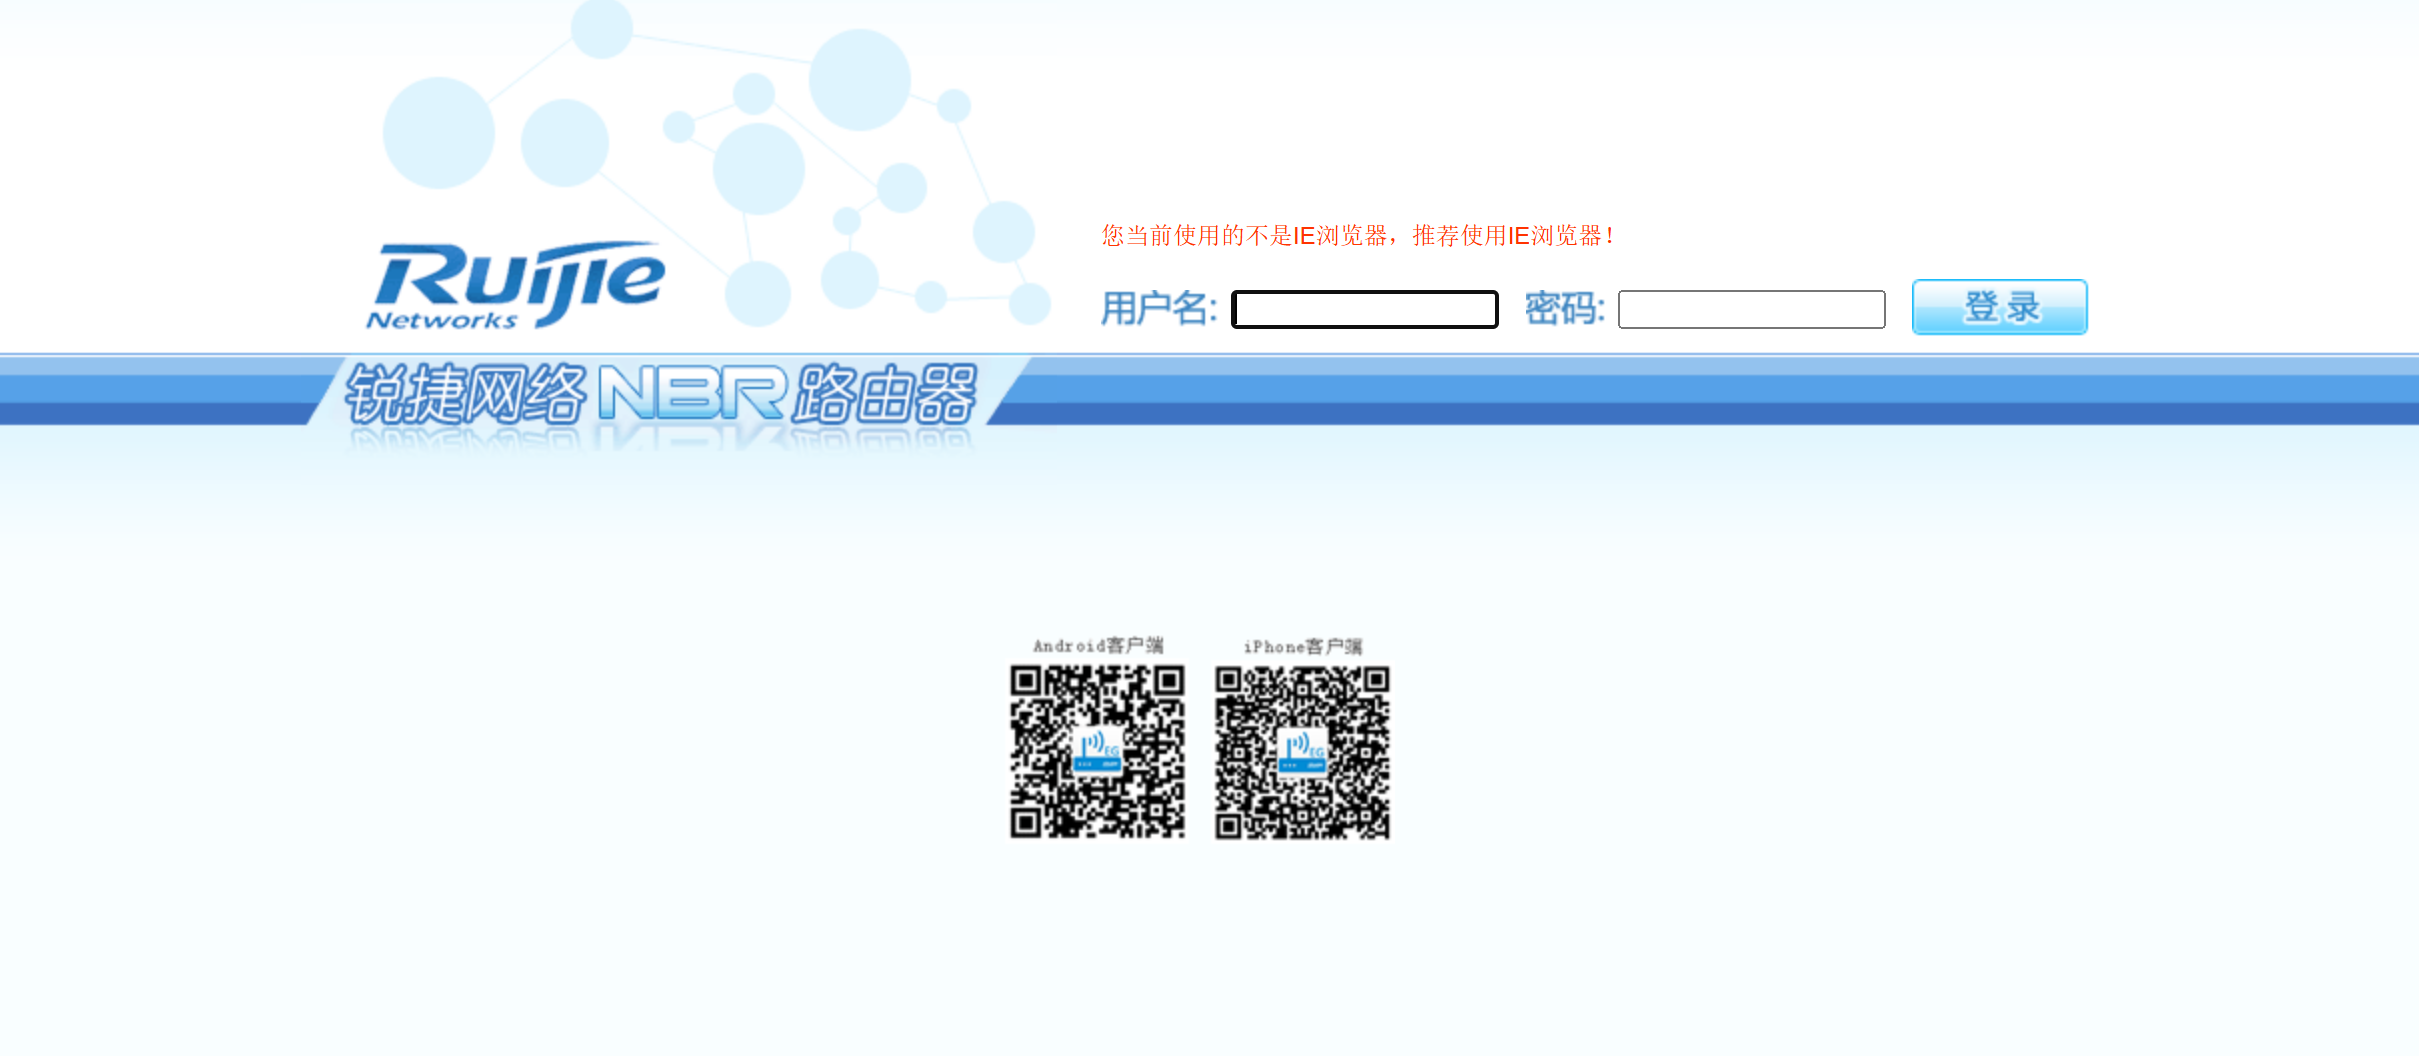 您当前使用的不是IE浏览器，推荐使用IE浏览器！
Ruijie
Networks
用户名: 密码: 登录
锐捷网络NBR路由器
Android客户端 iPhone客户端
EG EG